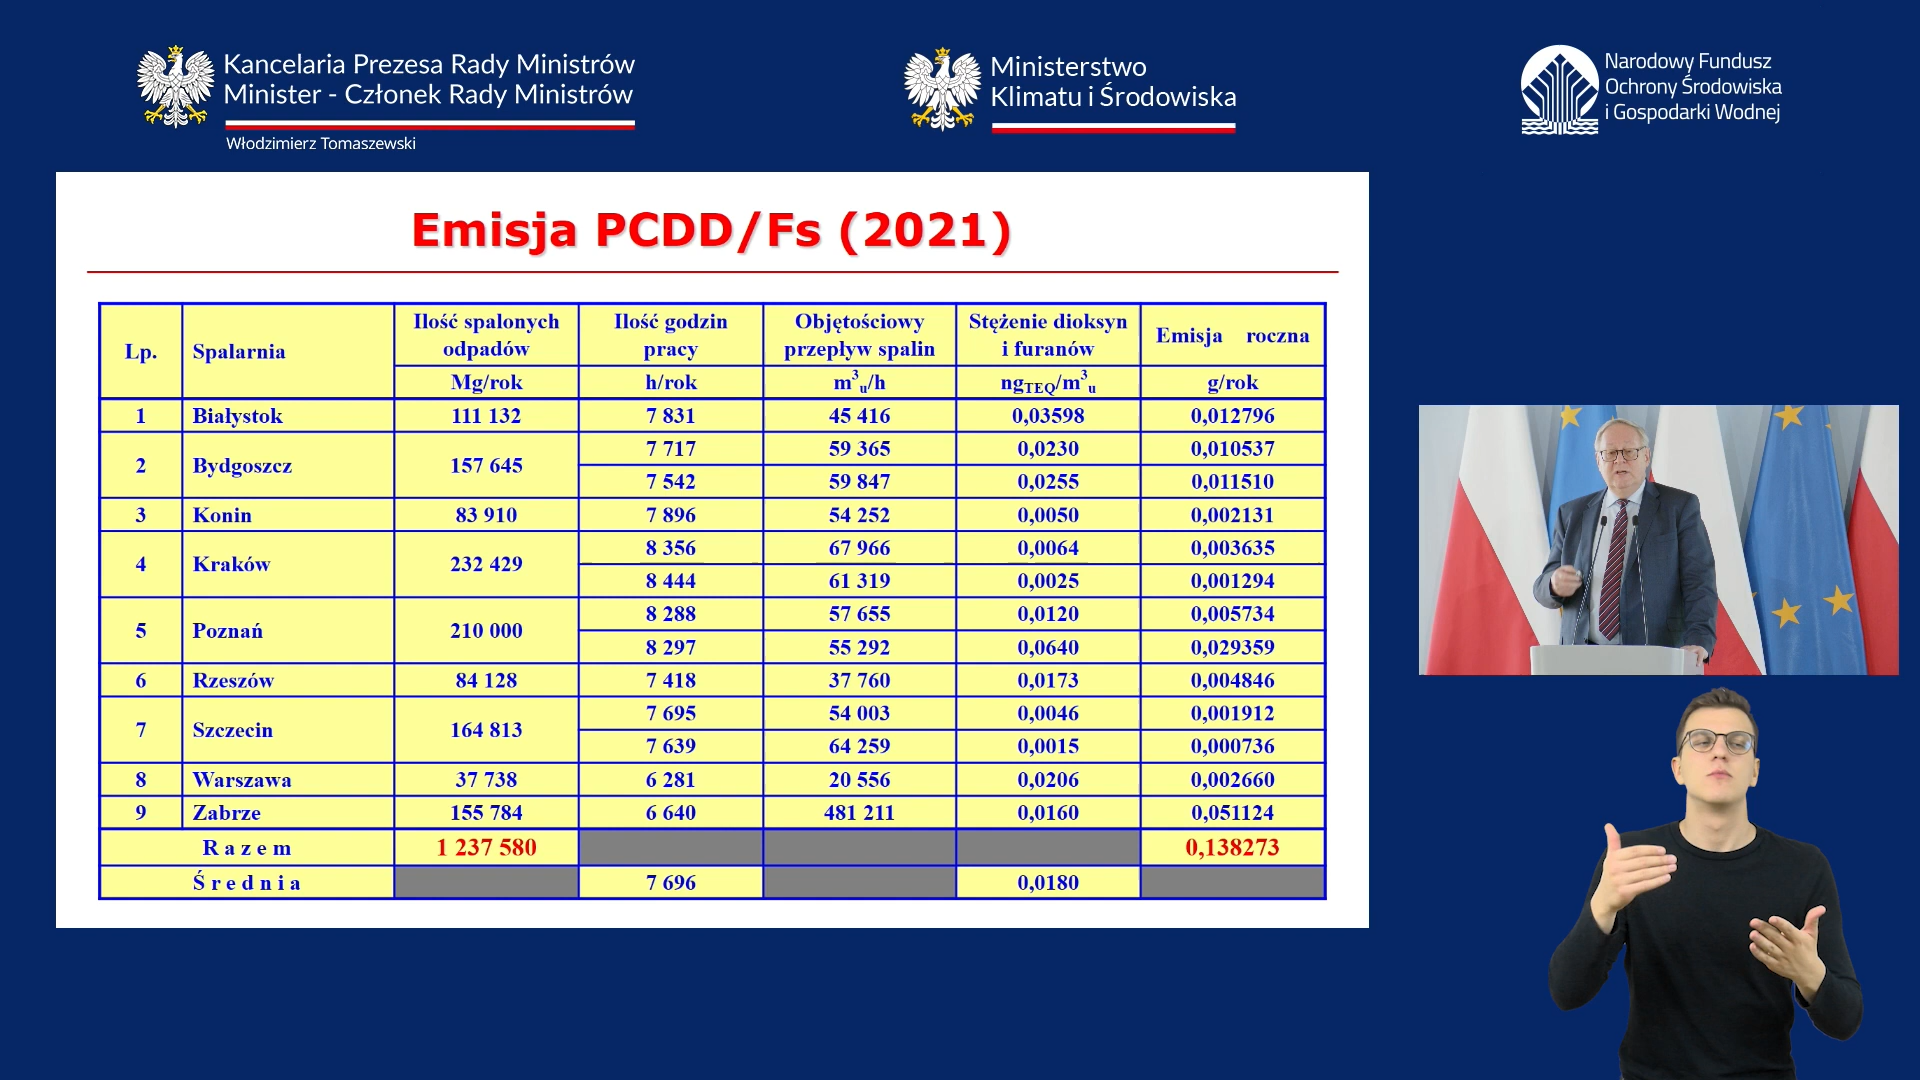 Kancelaria Prezesa Rady Ministrów
Minister - Członek Rady Ministrów
Włodzimierz Tomaszewski
Ministerstwo
Klimatu i Środowiska
Narodowy Fundusz
Ochrony Środowiska
i Gospodarki Wodnej
Emisja PCDD/Fs (2021)
Lp. Spalarnia Ilość spalonych odpadów Ilość godzin pracy Objętościowy przepływ spalin Stężenie dioksyn i furanów Emisja roczna
Mg/rok h/rok m³u/h ngTEQ/m³u g/rok
1 Białystok 111 132 7 831 45 416 0,03598 0,012796
2 Bydgoszcz 157 645 7 717 59 365 0,0230 0,010537
7 542 59 847 0,0255 0,011510
3 Konin 83 910 7 896 54 252 0,0050 0,002131
4 Kraków 232 429 8 356 67 966 0,0064 0,003635
8 444 61 319 0,0025 0,001294
5 Poznań 210 000 8 288 57 655 0,0120 0,005734
8 297 55 292 0,0640 0,029359
6 Rzeszów 84 128 7 418 37 760 0,0173 0,004846
7 Szczecin 164 813 7 695 54 003 0,0046 0,001912
7 639 64 259 0,0015 0,000736
8 Warszawa 37 738 6 281 20 556 0,0206 0,002660
9 Zabrze 155 784 6 640 481 211 0,0160 0,051124
Razem 1 237 580 0,138273
Średnia 7 696 0,0180